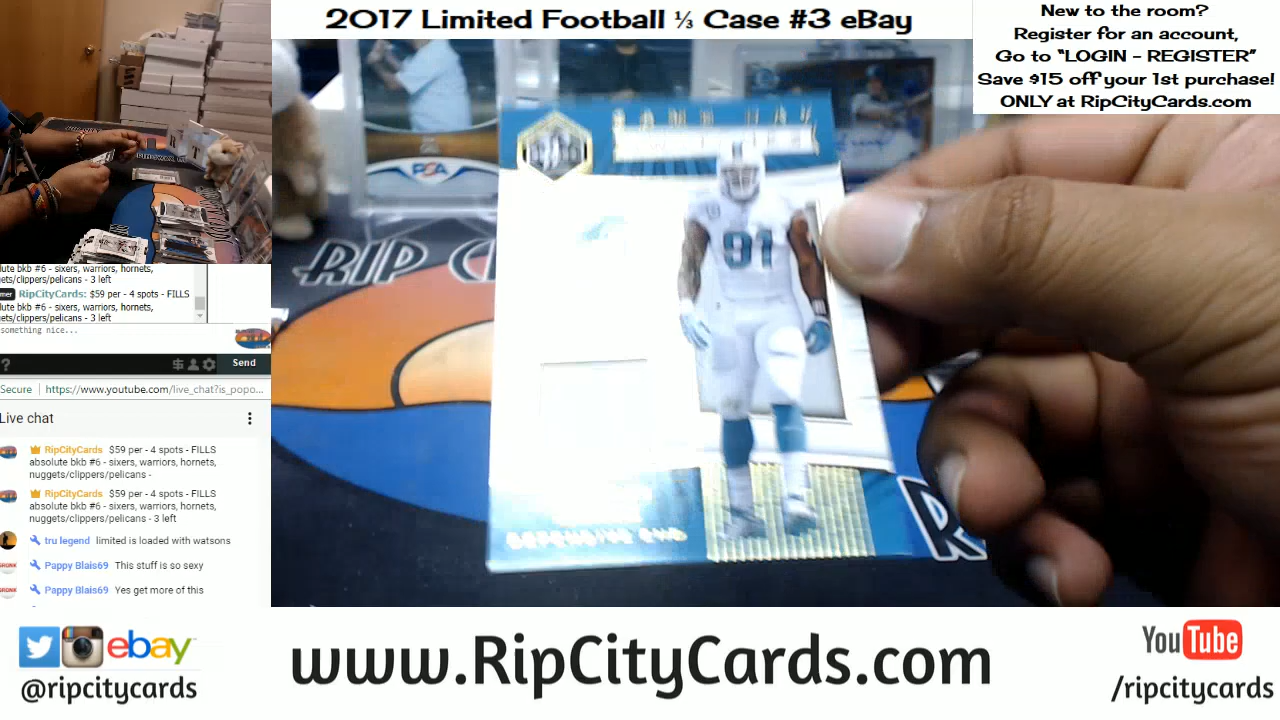 2017 Limited Football ⅓ Case #3 eBay
New to the room?
Register for an account,
Go to “LOGIN - REGISTER”
Save $15 off your 1st purchase!
ONLY at RipCityCards.com
PSA
RIP C
91
DEFENSIVE END
R
lute bkb #6 - sixers, warriors, hornets,
gets/clippers/pelicans - 3 left
mer RipCityCards: $59 per - 4 spots - FILLS
lute bkb #6 - sixers, warriors, hornets,
gets/clippers/pelicans - 3 left
something nice...
? Send
Secure https://www.youtube.com/live_chat?is_popo...
Live chat
RipCityCards $59 per - 4 spots - FILLS
absolute bkb #6 - sixers, warriors, hornets,
nuggets/clippers/pelicans -
RipCityCards $59 per - 4 spots - FILLS
absolute bkb #6 - sixers, warriors, hornets,
nuggets/clippers/pelicans - 3 left
tru legend limited is loaded with watsons
Pappy Blais69 This stuff is so sexy
Pappy Blais69 Yes get more of this
ebay
@ripcitycards
www.RipCityCards.com
YouTube
/ripcitycards